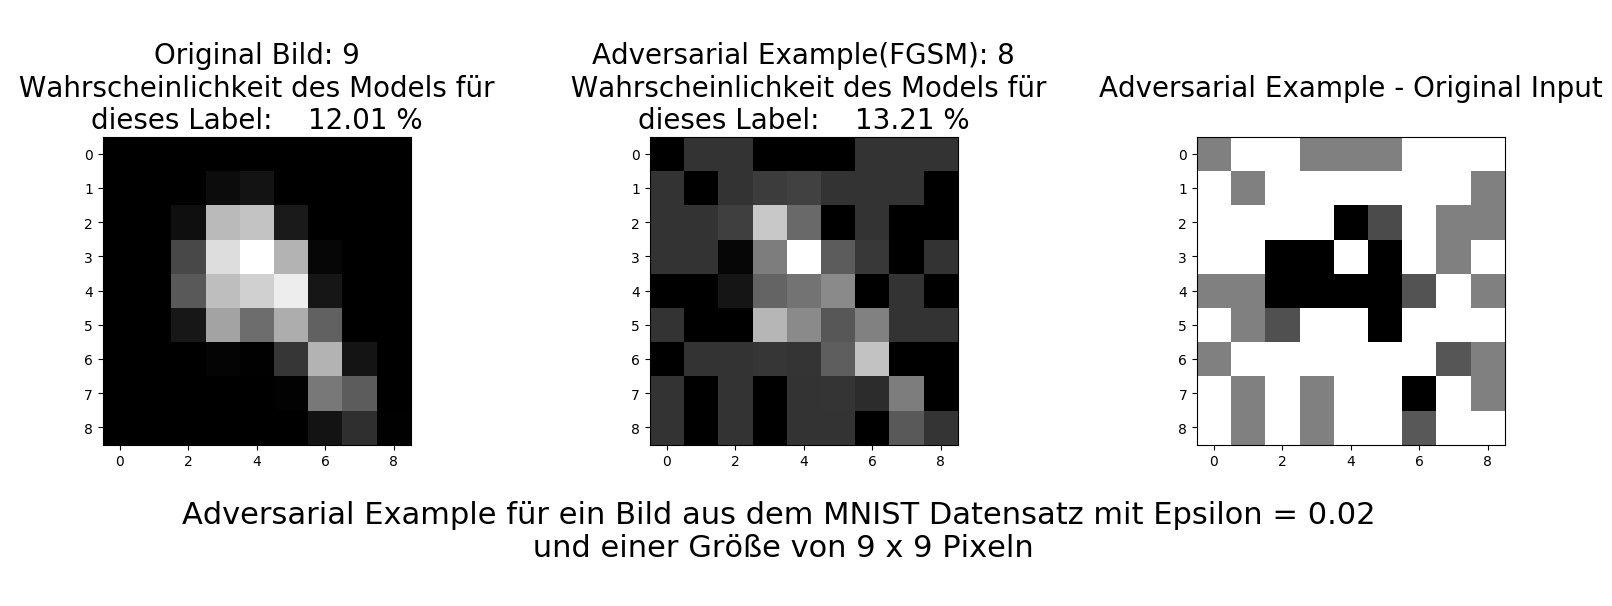 Original Bild: 9
Wahrscheinlichkeit des Models für
dieses Label: 12.01 %
0
1
2
3
4
5
6
7
8
0 2 4 6 8
Adversarial Example(FGSM): 8
Wahrscheinlichkeit des Models für
dieses Label: 13.21 %
0
1
2
3
4
5
6
7
8
0 2 4 6 8
Adversarial Example - Original Input
0
1
2
3
4
5
6
7
8
0 2 4 6 8
Adversarial Example für ein Bild aus dem MNIST Datensatz mit Epsilon = 0.02
und einer Größe von 9 x 9 Pixeln